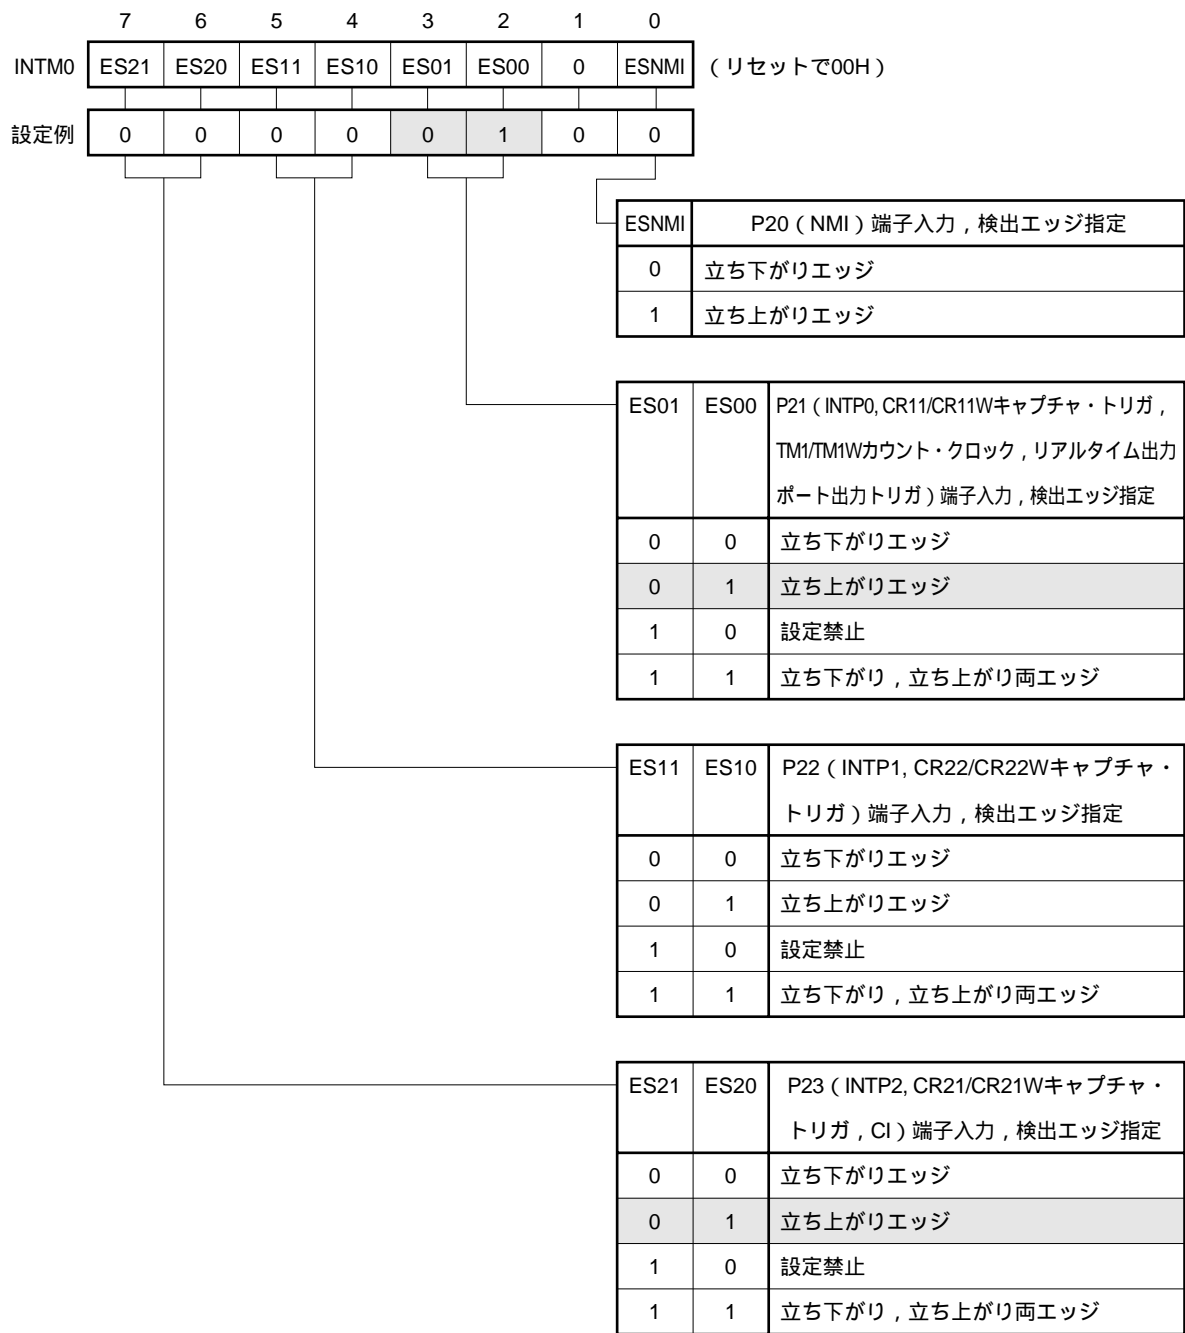 7 6 5 4 3 2 1 0
INTM0 ES21 ES20 ES11 ES10 ES01 ES00 0 ESNMI （リセットで00H）
設定例 0 0 0 0 0 1 0 0
ESNMI P20（NMI）端子入力，検出エッジ指定
0 立ち下がりエッジ
1 立ち上がりエッジ
ES01 ES00 P21（INTP0, CR11/CR11Wキャプチャ・トリガ，
TM1/TM1Wカウント・クロック，リアルタイム出力
ポート出力トリガ）端子入力，検出エッジ指定
0 0 立ち下がりエッジ
0 1 立ち上がりエッジ
1 0 設定禁止
1 1 立ち下がり，立ち上がり両エッジ
ES11 ES10 P22（INTP1, CR22/CR22Wキャプチャ・
トリガ）端子入力，検出エッジ指定
0 0 立ち下がりエッジ
0 1 立ち上がりエッジ
1 0 設定禁止
1 1 立ち下がり，立ち上がり両エッジ
ES21 ES20 P23（INTP2, CR21/CR21Wキャプチャ・
トリガ，CI）端子入力，検出エッジ指定
0 0 立ち下がりエッジ
0 1 立ち上がりエッジ
1 0 設定禁止
1 1 立ち下がり，立ち上がり両エッジ